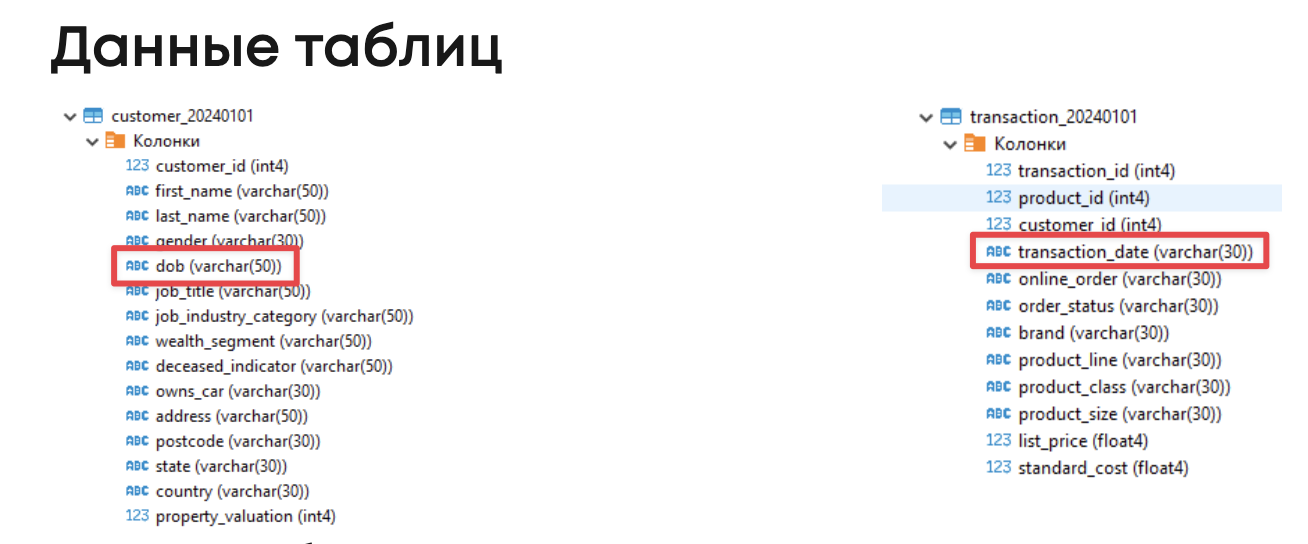 Данные таблиц
customer_20240101
Колонки
123 customer_id (int4)
ABC first_name (varchar(50))
ABC last_name (varchar(50))
ABC gender (varchar(30))
ABC dob (varchar(50))
ABC job_title (varchar(50))
ABC job_industry_category (varchar(50))
ABC wealth_segment (varchar(50))
ABC deceased_indicator (varchar(50))
ABC owns_car (varchar(30))
ABC address (varchar(50))
ABC postcode (varchar(30))
ABC state (varchar(30))
ABC country (varchar(30))
123 property_valuation (int4)
transaction_20240101
Колонки
123 transaction_id (int4)
123 product_id (int4)
123 customer_id (int4)
ABC transaction_date (varchar(30))
ABC online_order (varchar(30))
ABC order_status (varchar(30))
ABC brand (varchar(30))
ABC product_line (varchar(30))
ABC product_class (varchar(30))
ABC product_size (varchar(30))
123 list_price (float4)
123 standard_cost (float4)